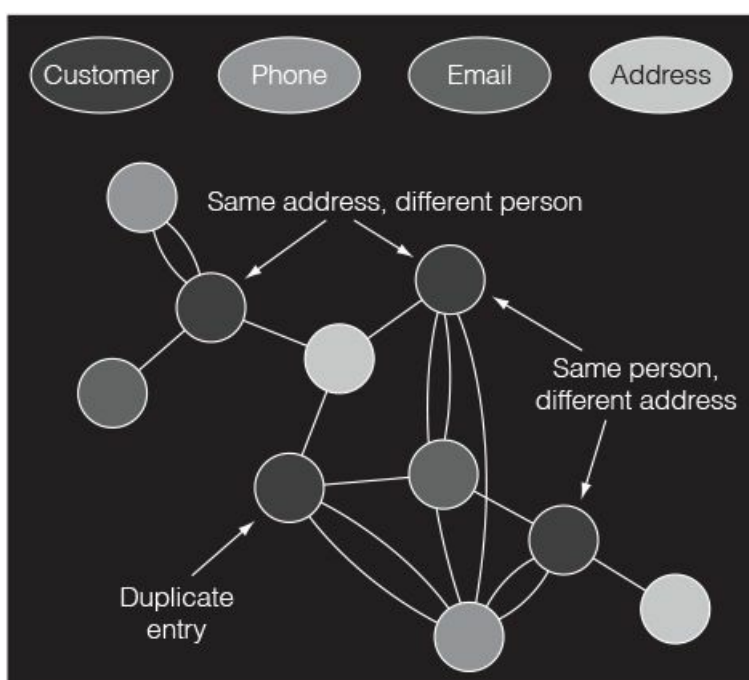 Customer
Phone
Email
Address
Same address, different person
Same person,
different address
Duplicate
entry